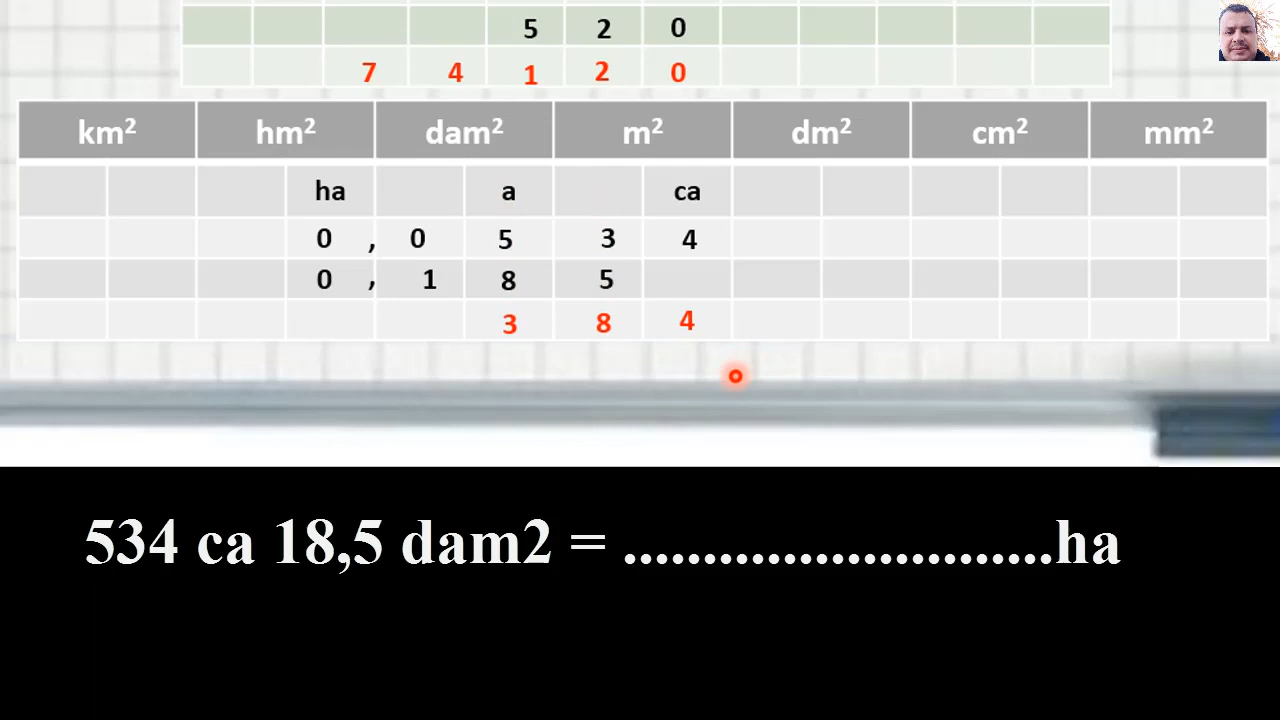 5 2 0
7 4 1 2 0
km² hm² dam² m² dm² cm² mm²
ha a ca
0 , 0 5 3 4
0 , 1 8 5
3 8 4
534 ca 18,5 dam2 = ...........................ha